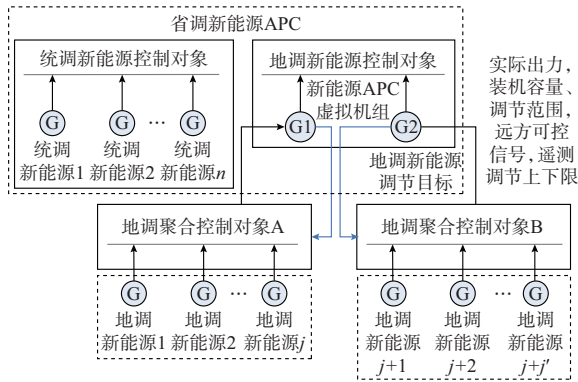 省调新能源APC
统调新能源控制对象
G
G
…
G
统调
新能源1
统调
新能源2
统调
新能源n
地调新能源控制对象
新能源APC
虚拟机组
G1
G2
地调新能源
调节目标
实际出力，
装机容量、
调节范围，
远方可控
信号，遥测
调节上下限
地调聚合控制对象A
G
G
…
G
地调
新能源1
地调
新能源2
地调
新能源j
地调聚合控制对象B
G
G
…
G
地调
新能源
j+1
地调
新能源
j+2
地调
新能源
j+j′